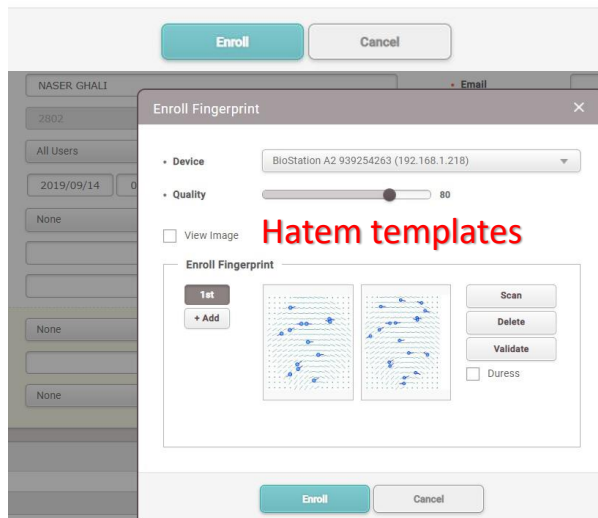 Enroll Cancel
NASER GHALI • Email
Enroll Fingerprint ×
2802
All Users
• Device BioStation A2 939254263 (192.168.1.218)
2019/09/14 0
• Quality 80
None
View Image Hatem templates
Enroll Fingerprint
1st Scan
+ Add Delete
None
Validate
Duress
None
Enroll Cancel